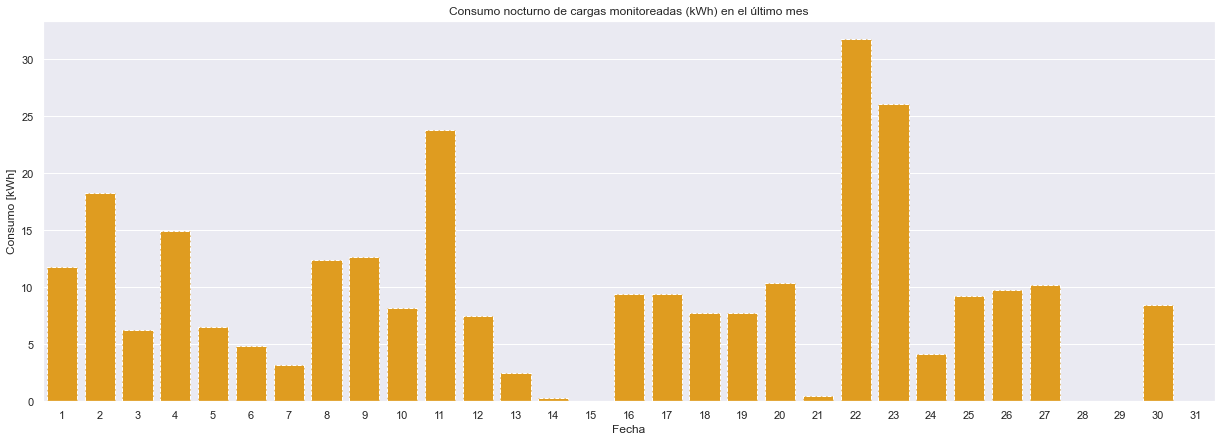 Consumo nocturno de cargas monitoreadas (kWh) en el último mes
Consumo [kWh]
30
25
20
15
10
5
0
1 2 3 4 5 6 7 8 9 10 11 12 13 14 15 16 17 18 19 20 21 22 23 24 25 26 27 28 29 30 31
Fecha